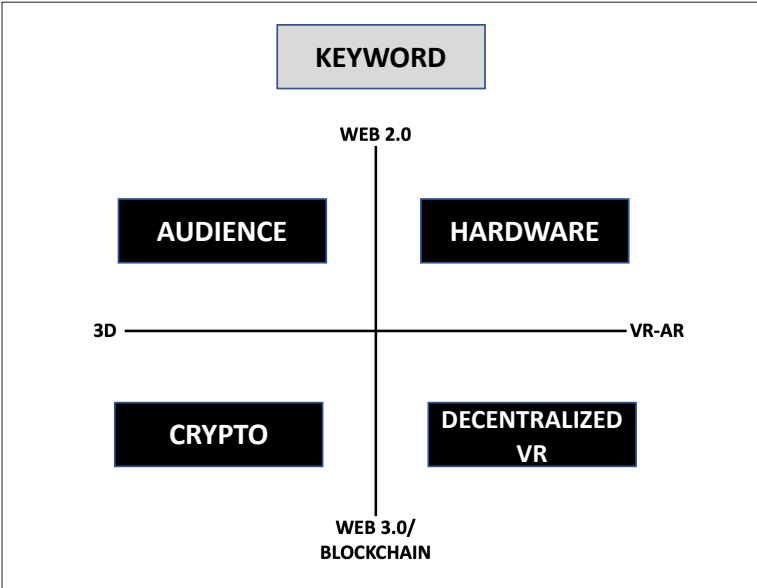 KEYWORD
WEB 2.0
AUDIENCE
HARDWARE
3D
VR-AR
CRYPTO
DECENTRALIZED
VR
WEB 3.0/
BLOCKCHAIN